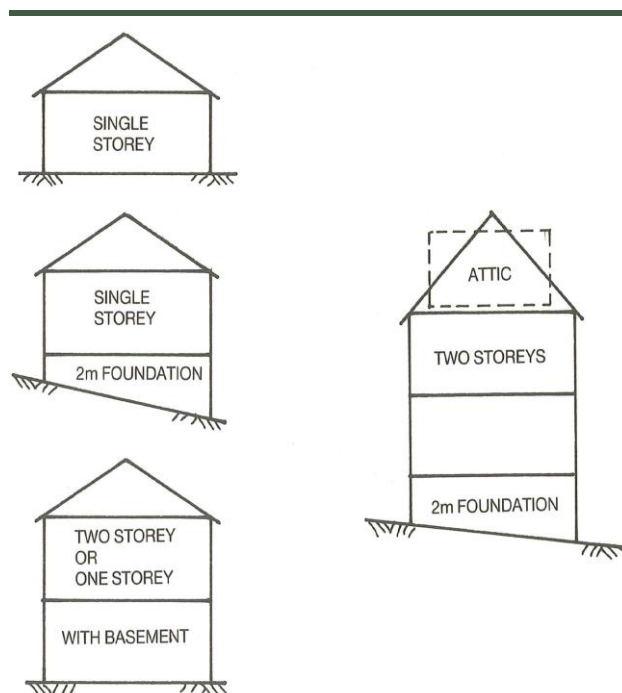 SINGLE
STOREY
SINGLE
STOREY
2m FOUNDATION
TWO STOREY
OR
ONE STOREY
WITH BASEMENT
ATTIC
TWO STOREYS
2m FOUNDATION